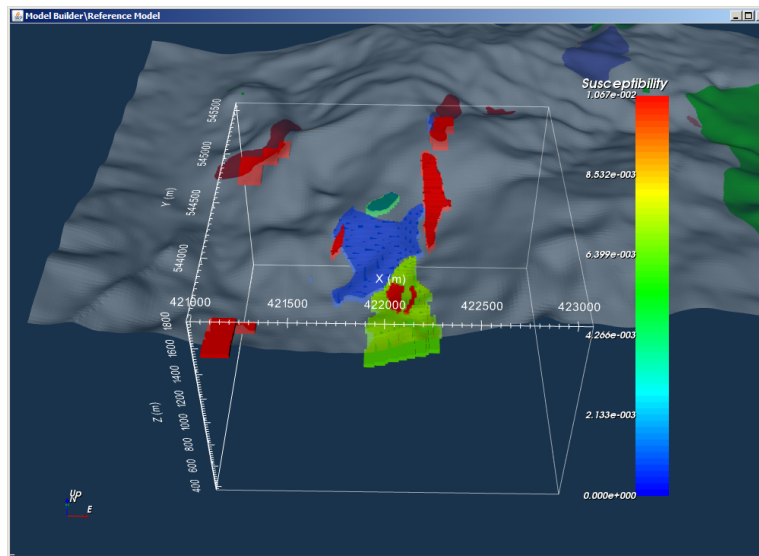 Model Builder\Reference Model
Susceptibility
1.067e-002
8.532e-003
6.399e-003
4.266e-003
2.133e-003
0.000e+000
545500
545000
544500
544000
Y (m)
X (m)
421000
421500
422000
422500
423000
1800
1600
1400
1200
1000
800
600
400
Z (m)
UP
N
E